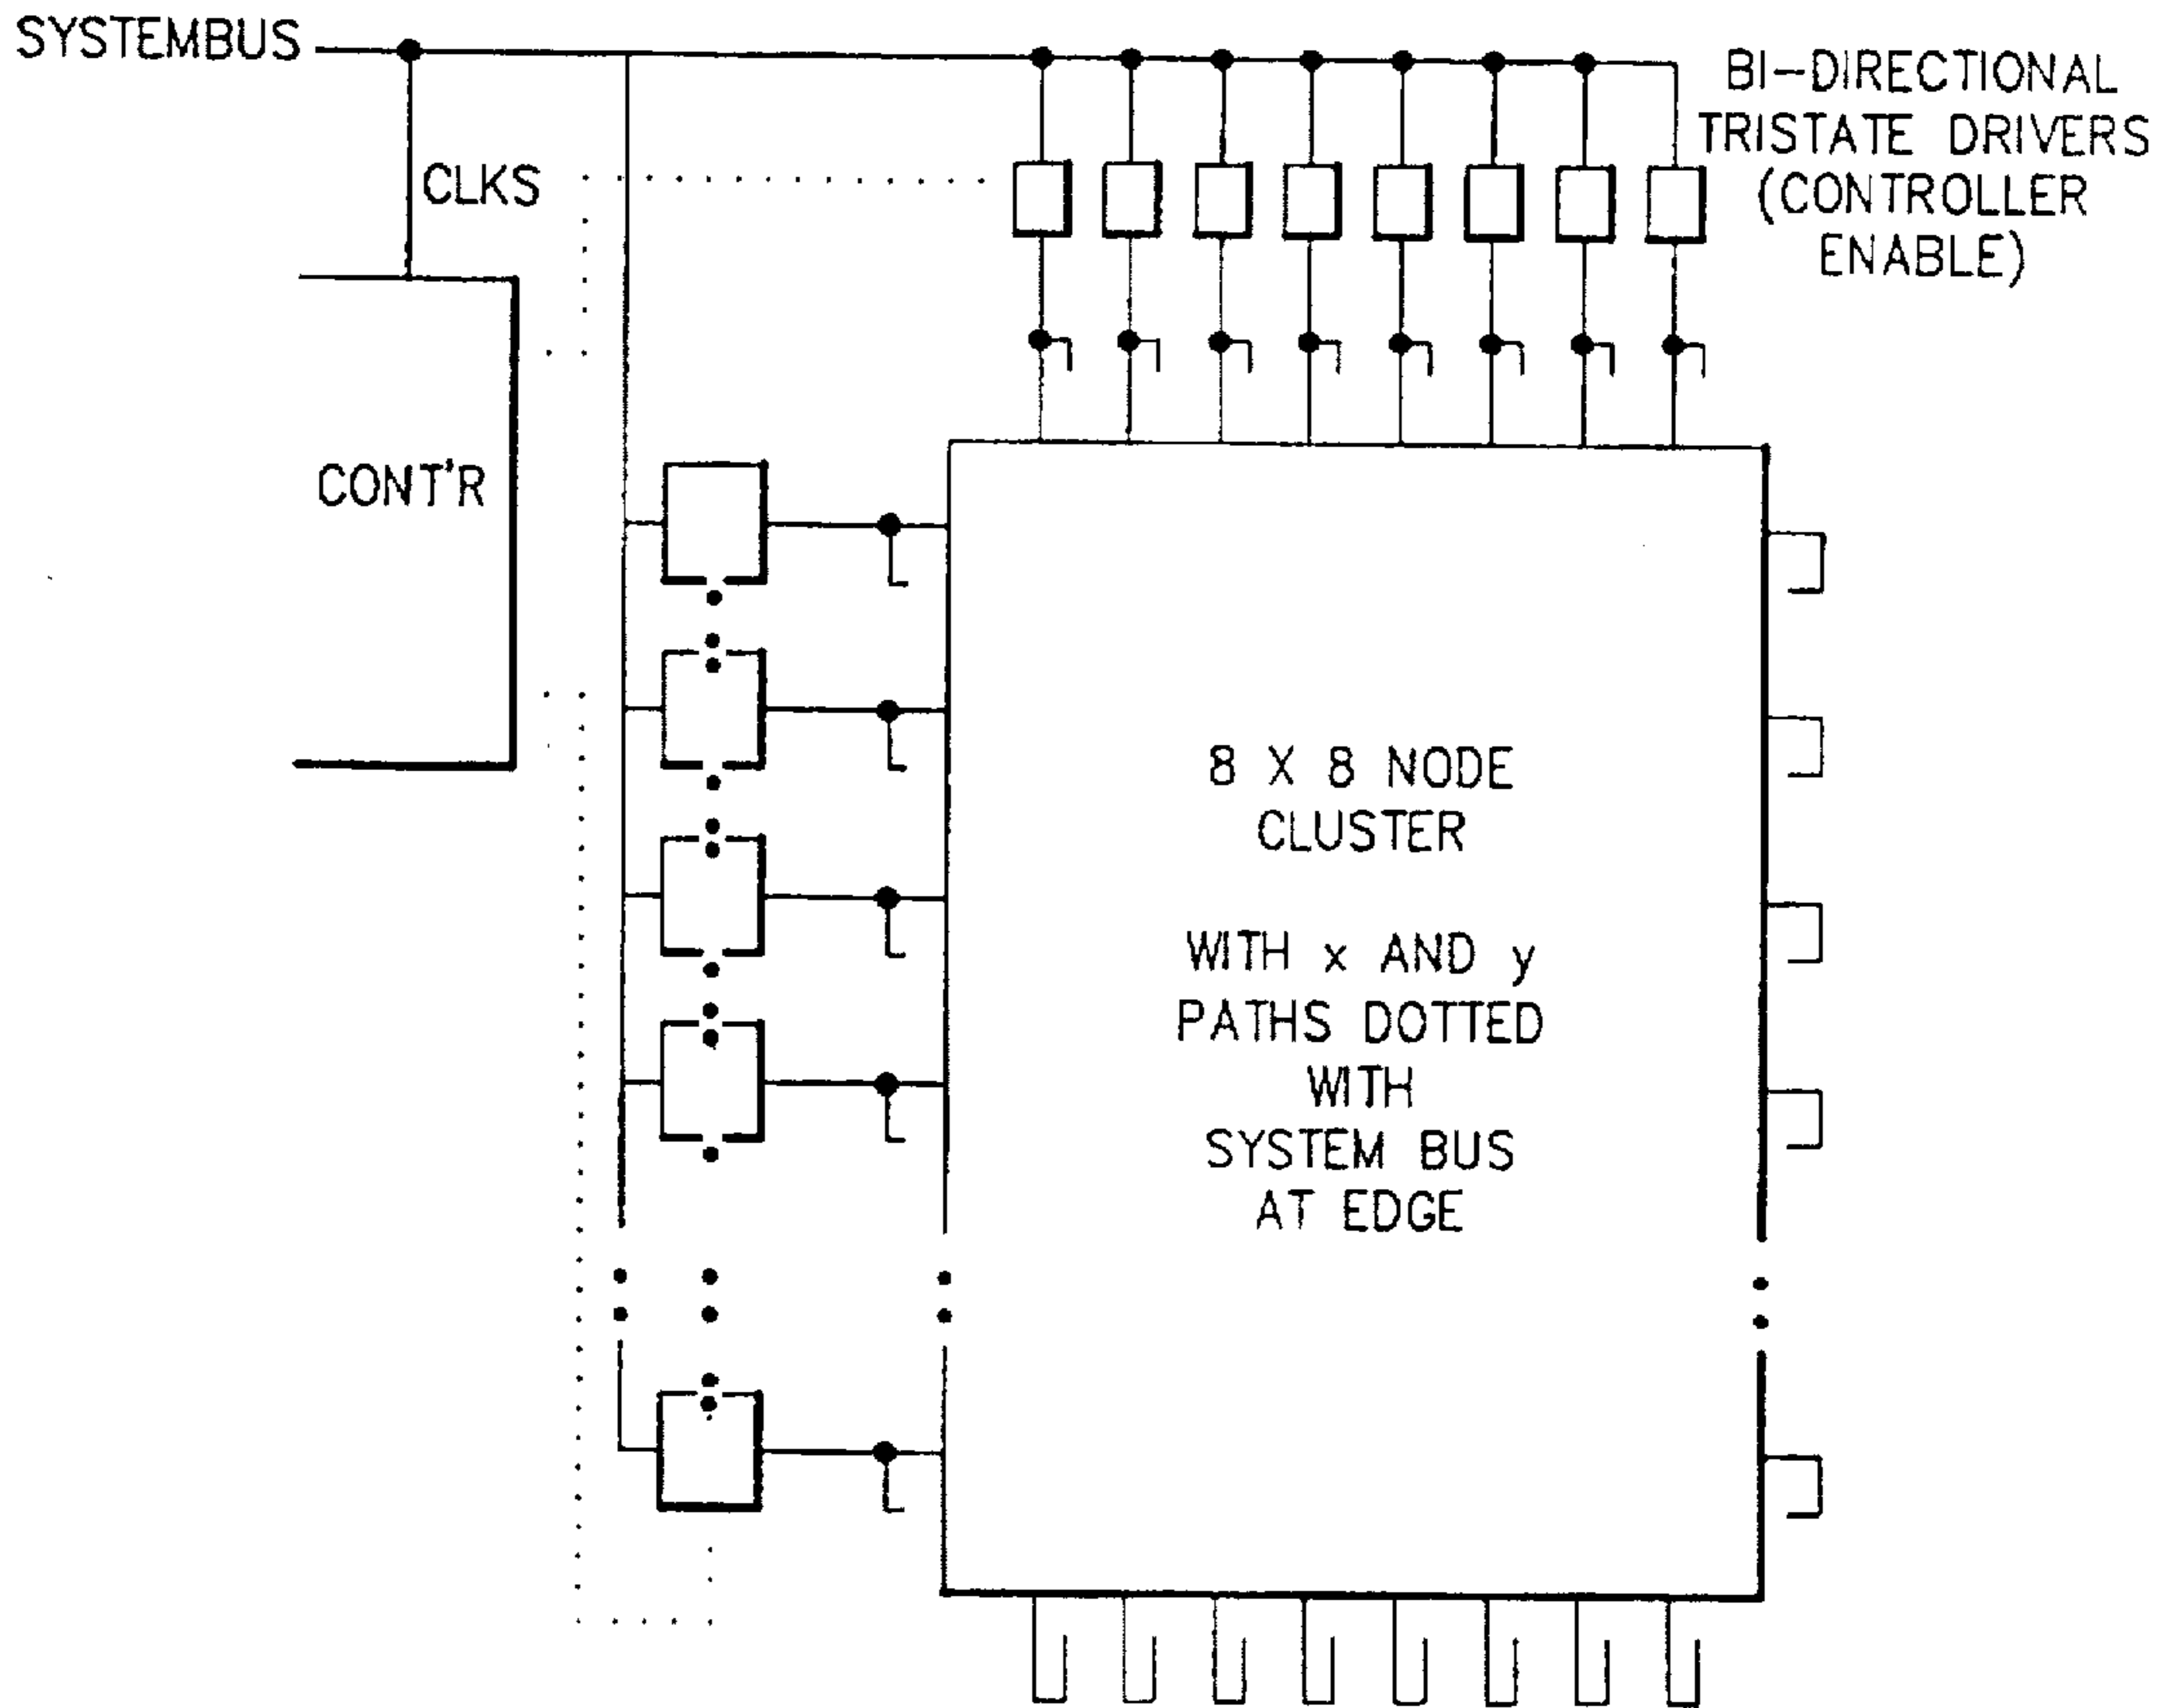 SYSTEMBUS
BI-DIRECTIONAL
TRISTATE DRIVERS
(CONTROLLER
ENABLE)
CLKS
CONT'R
8 X 8 NODE
CLUSTER
WITH x AND y
PATHS DOTTED
WITH
SYSTEM BUS
AT EDGE